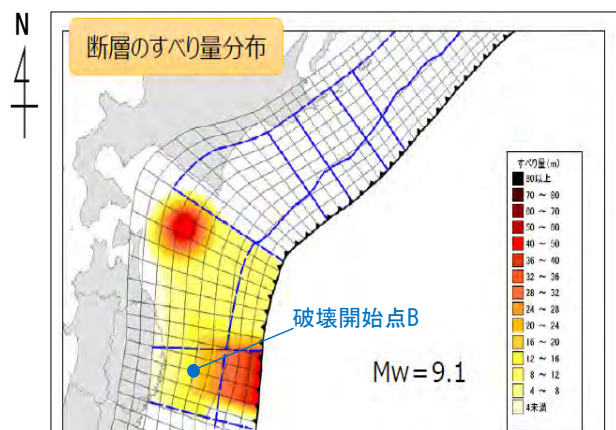 N
断層のすべり量分布
すべり量(m)
80以上
70 ～ 80
60 ～ 70
50 ～ 60
40 ～ 50
36 ～ 40
32 ～ 36
28 ～ 32
24 ～ 28
20 ～ 24
16 ～ 20
12 ～ 16
8 ～ 12
4 ～ 8
4未満
破壊開始点B
Mw=9.1